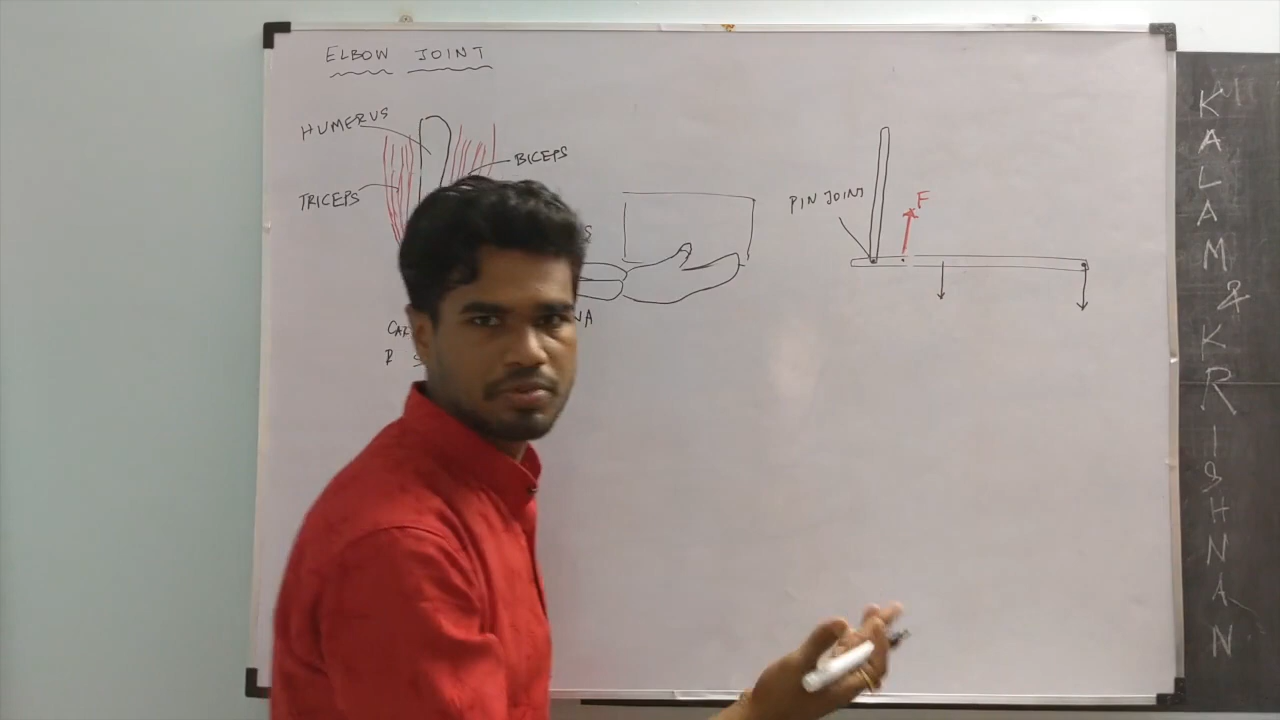 ELBOW JOINT
HUMERUS
BICEPS
TRICEPS
PIN JOINT
F
KALAM & KRISHNAN